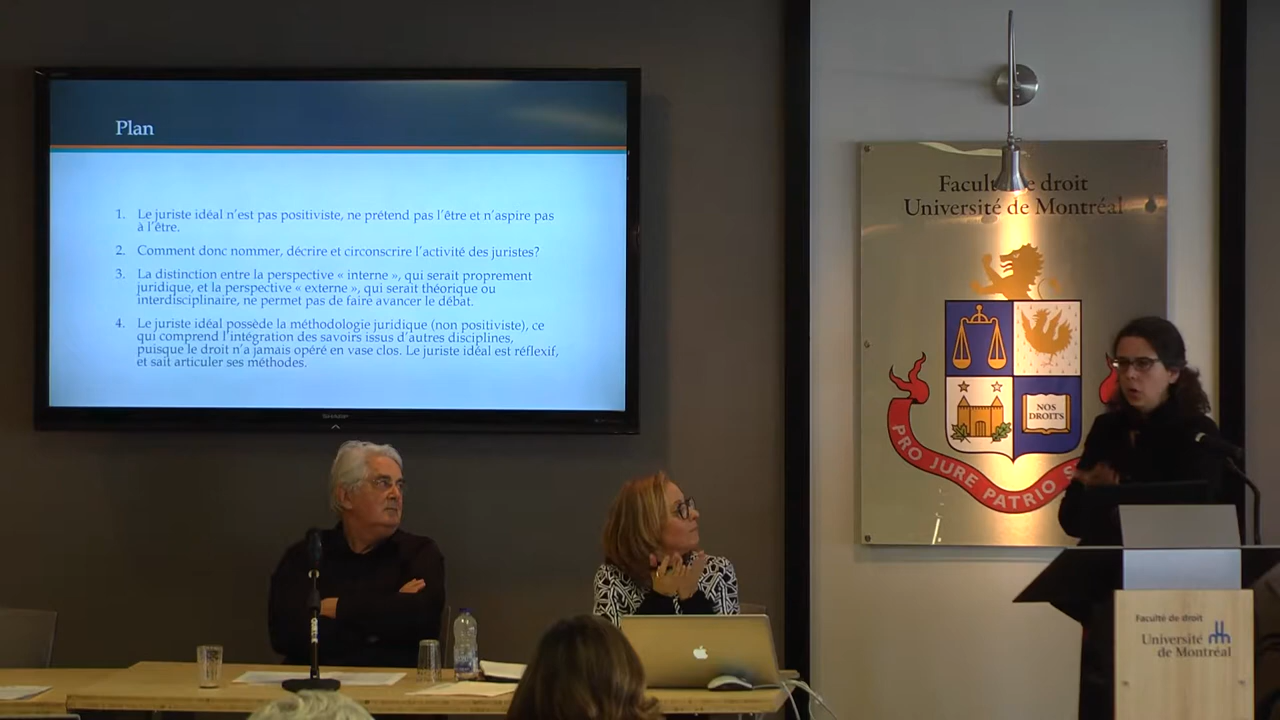 Plan
1. Le juriste idéal n'est pas positiviste, ne prétend pas l'être et n'aspire pas
à l'être.
2. Comment donc nommer, décrire et circonscrire l'activité des juristes?
3. La distinction entre la perspective « interne », qui serait proprement
juridique, et la perspective « externe », qui serait théorique ou
interdisciplinaire, ne permet pas de faire avancer le débat.
4. Le juriste idéal possède la méthodologie juridique (non positiviste), ce
qui comprend l'intégration des savoirs issus d'autres disciplines,
puisque le droit n'a jamais opéré en vase clos. Le juriste idéal est réflexif,
et sait articuler ses méthodes.
SHARP
Faculté de droit
Université de Montréal
NOS
DROITS
PRO JURE PATRIO S
Faculté de droit
Université
de Montréal